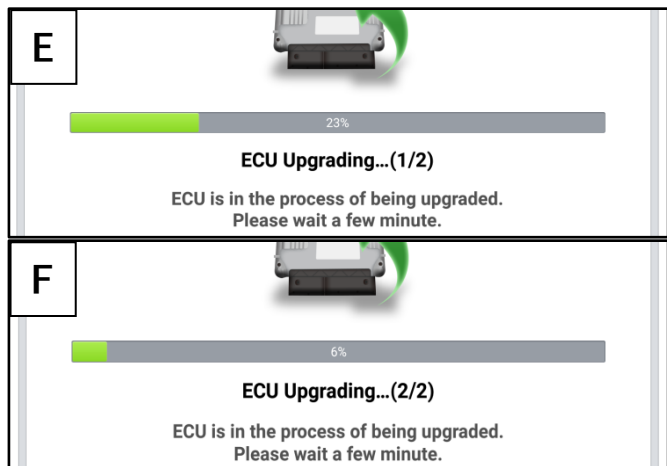 E
23%
ECU Upgrading...(1/2)
ECU is in the process of being upgraded.
Please wait a few minute.
F
6%
ECU Upgrading...(2/2)
ECU is in the process of being upgraded.
Please wait a few minute.